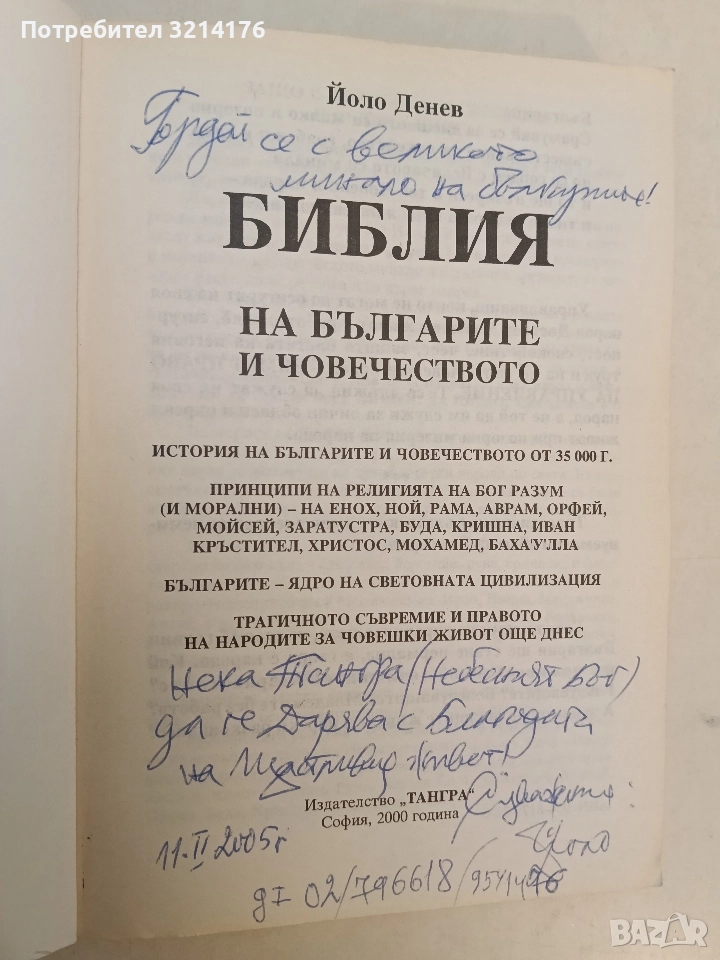 Потребител 3214176
Йоло Денев
Гордей се с великото
минало на българите!
БИБЛИЯ
НА БЪЛГАРИТЕ
И ЧОВЕЧЕСТВОТО
ИСТОРИЯ НА БЪЛГАРИТЕ И ЧОВЕЧЕСТВОТО ОТ 35 000 Г.
ПРИНЦИПИ НА РЕЛИГИЯТА НА БОГ РАЗУМ
(И МОРАЛНИ) – НА ЕНОХ, НОЙ, РАМА, АВРАМ, ОРФЕЙ,
МОЙСЕЙ, ЗАРАТУСТРА, БУДА, КРИШНА, ИВАН
КРЪСТИТЕЛ, ХРИСТОС, МОХАМЕД, БАХА'У'ЛЛА
БЪЛГАРИТЕ – ЯДРО НА СВЕТОВНАТА ЦИВИЛИЗАЦИЯ
ТРАГИЧНОТО СЪВРЕМИЕ И ПРАВОТО
НА НАРОДИТЕ ЗА ЧОВЕШКИ ЖИВОТ ОЩЕ ДНЕС
Нека Тангра (Небесният Бог)
да те Дарява с Благодати
на Щастливия живот!
Издателство „ТАНГРА“
С уважение:
София, 2000 година
11.II 2005г
Йоло
02/796618/
BAZAR